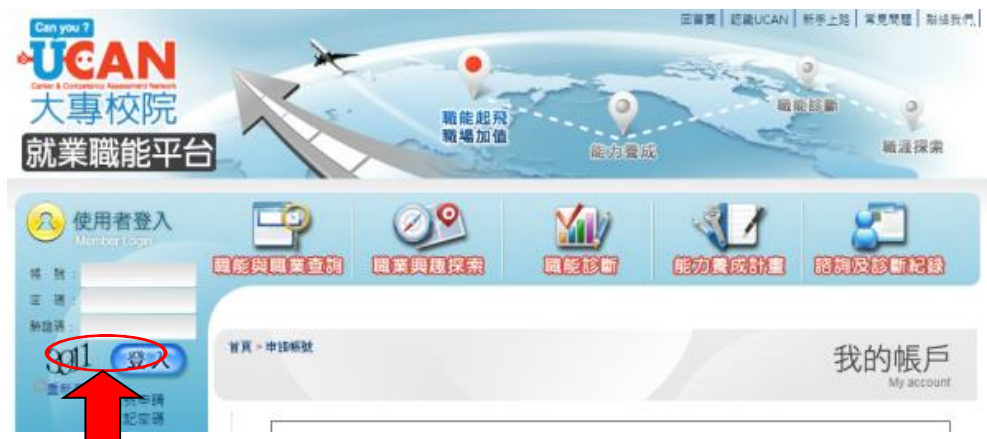 回首頁 | 認識UCAN | 新手上路 | 常見問題 | 聯絡我們
Can you ?
UCAN
Career & Competency Assessment Network
大專校院
就業職能平台
職能起飛
職場加值
能力養成
職能診斷
職涯探索
使用者登入
Member Login
帳 號:
密 碼:
驗證碼:
登入
職能與職業查詢
職業興趣探索
職能診斷
能力養成計畫
諮詢及診斷紀錄
首頁 > 申請帳號
我的帳戶
My account